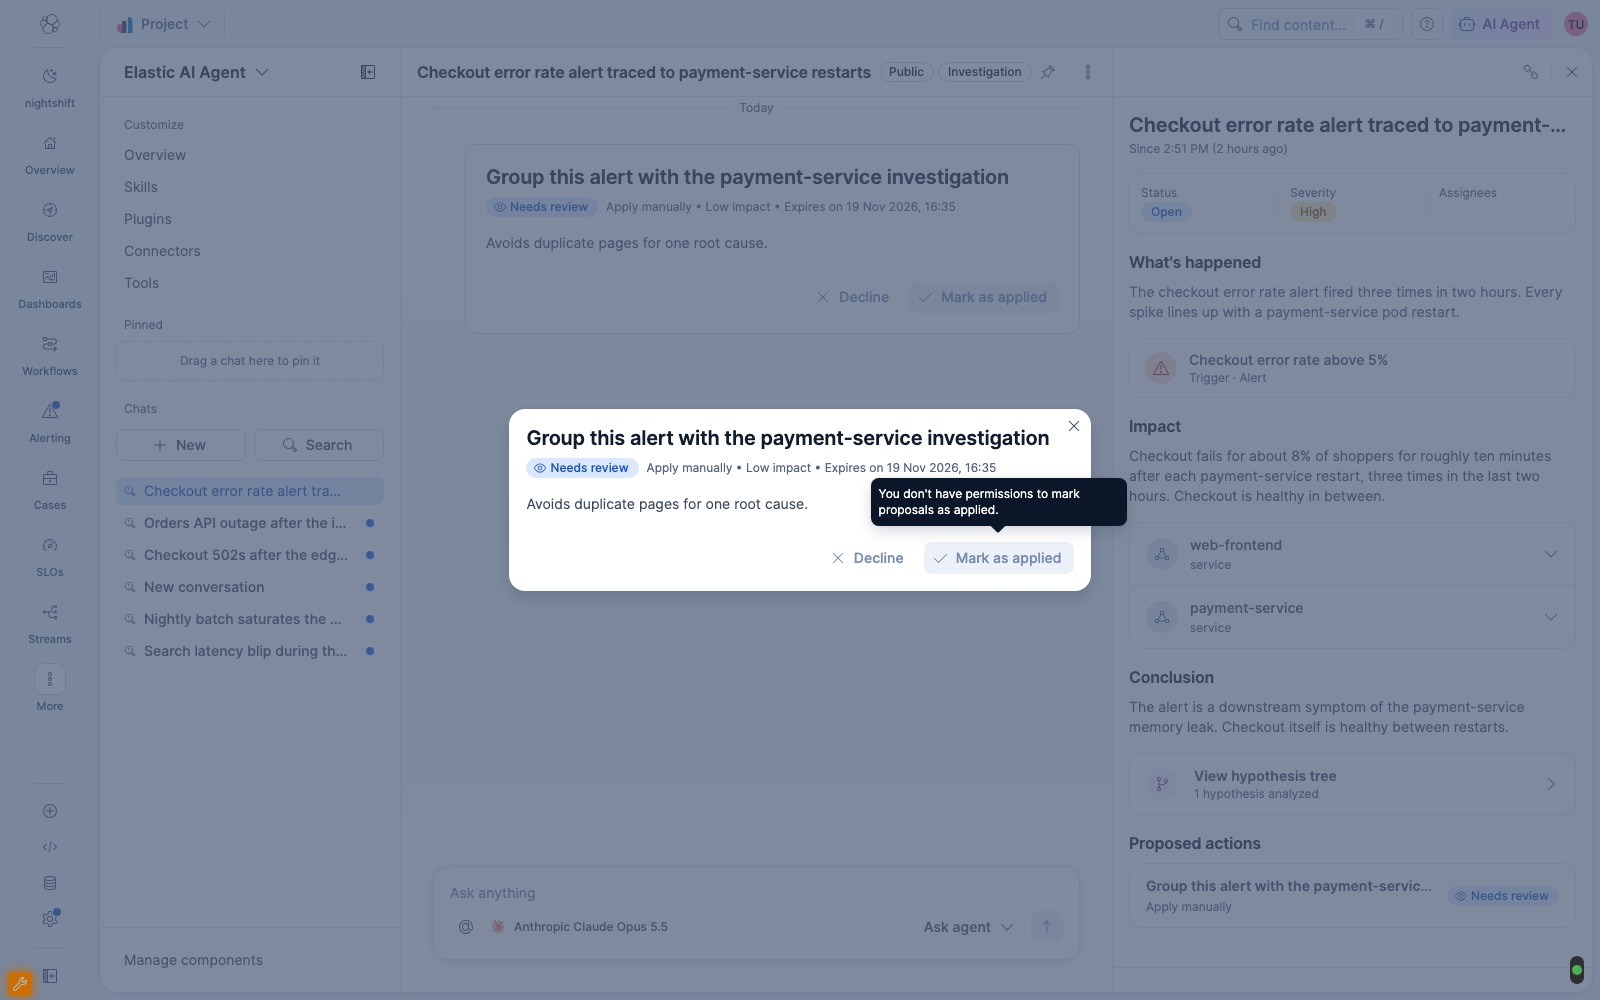 Project
Find content...
⌘ /
AI Agent
TU
nightshift
Overview
Discover
Dashboards
Workflows
Alerting
Cases
SLOs
Streams
More
Elastic AI Agent
Customize
Overview
Skills
Plugins
Connectors
Tools
Pinned
Drag a chat here to pin it
Chats
New
Search
Checkout error rate alert tra...
Orders API outage after the i...
Checkout 502s after the edg...
New conversation
Nightly batch saturates the ...
Search latency blip during th...
Manage components
Checkout error rate alert traced to payment-service restarts
Public
Investigation
Today
Group this alert with the payment-service investigation
Needs review
Apply manually • Low impact • Expires on 19 Nov 2026, 16:35
Avoids duplicate pages for one root cause.
Decline
Mark as applied
Group this alert with the payment-service investigation
Needs review
Apply manually • Low impact • Expires on 19 Nov 2026, 16:35
Avoids duplicate pages for one root cause.
You don't have permissions to mark
proposals as applied.
Decline
Mark as applied
Ask anything
@
Anthropic Claude Opus 5.5
Ask agent
Checkout error rate alert traced to payment-...
Since 2:51 PM (2 hours ago)
Status
Open
Severity
High
Assignees
What's happened
The checkout error rate alert fired three times in two hours. Every
spike lines up with a payment-service pod restart.
Checkout error rate above 5%
Trigger · Alert
Impact
Checkout fails for about 8% of shoppers for roughly ten minutes
after each payment-service restart, three times in the last two
hours. Checkout is healthy in between.
web-frontend
service
payment-service
service
Conclusion
The alert is a downstream symptom of the payment-service
memory leak. Checkout itself is healthy between restarts.
View hypothesis tree
1 hypothesis analyzed
Proposed actions
Group this alert with the payment-servic...
Needs review
Apply manually